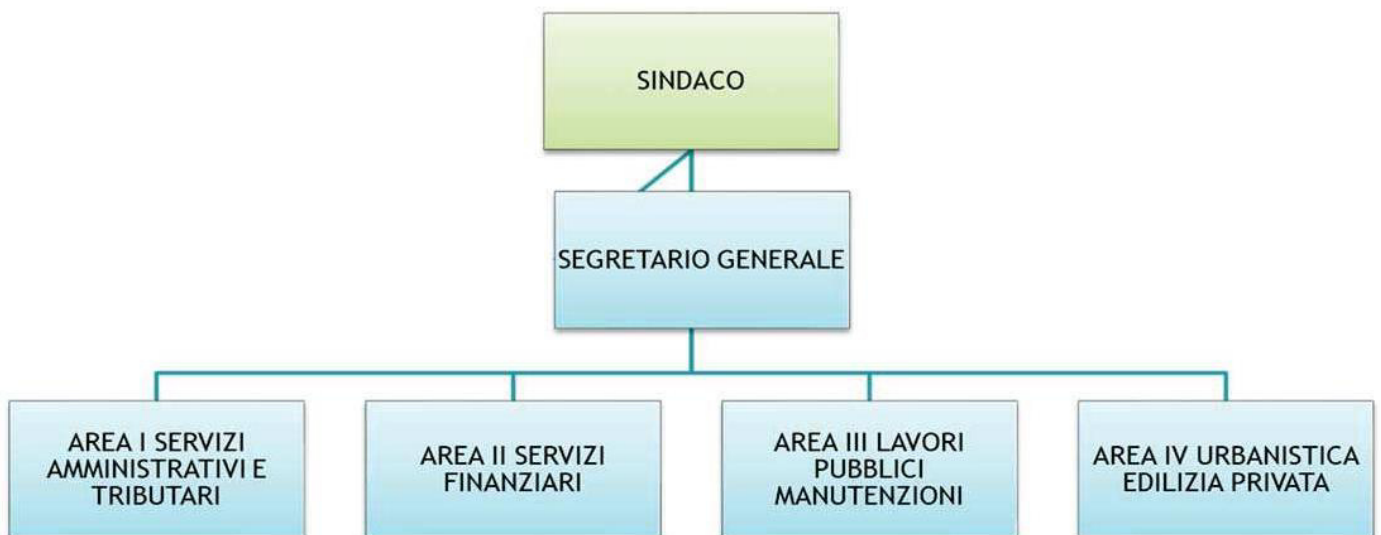 SINDACO
SEGRETARIO GENERALE
AREA I SERVIZI
AMMINISTRATIVI E
TRIBUTARI
AREA II SERVIZI
FINANZIARI
AREA III LAVORI
PUBBLICI
MANUTENZIONI
AREA IV URBANISTICA
EDILIZIA PRIVATA